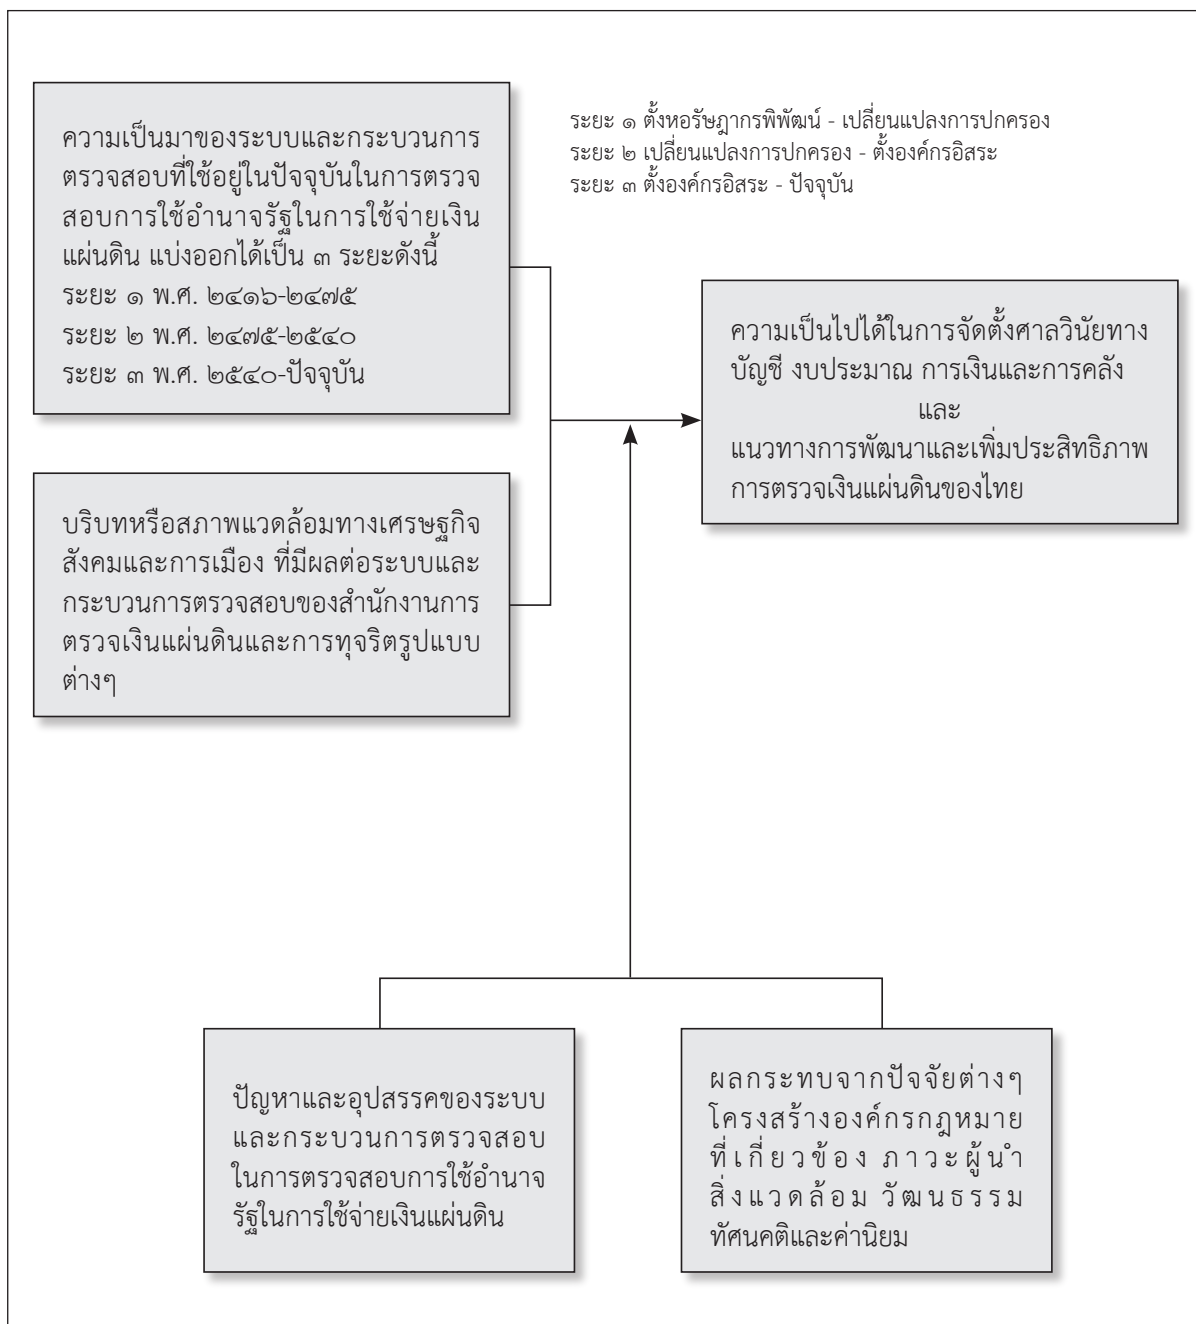 ความเป็นมาของระบบและกระบวนการ
ตรวจสอบที่ใช้อยู่ในปัจจุบันในการตรวจ
สอบการใช้อำนาจรัฐในการใช้จ่ายเงิน
แผ่นดิน แบ่งออกได้เป็น ๓ ระยะดังนี้
ระยะ ๑ พ.ศ. ๒๔๑๖-๒๔๗๕
ระยะ ๒ พ.ศ. ๒๔๗๕-๒๕๔๐
ระยะ ๓ พ.ศ. ๒๕๔๐-ปัจจุบัน
ระยะ ๑ ตั้งหอรัษฎากรพิพัฒน์ - เปลี่ยนแปลงการปกครอง
ระยะ ๒ เปลี่ยนแปลงการปกครอง - ตั้งองค์กรอิสระ
ระยะ ๓ ตั้งองค์กรอิสระ - ปัจจุบัน
ความเป็นไปได้ในการจัดตั้งศาลวินัยทาง
บัญชี งบประมาณ การเงินและการคลัง
และ
แนวทางการพัฒนาและเพิ่มประสิทธิภาพ
การตรวจเงินแผ่นดินของไทย
บริบทหรือสภาพแวดล้อมทางเศรษฐกิจ
สังคมและการเมือง ที่มีผลต่อระบบและ
กระบวนการตรวจสอบของสำนักงานการ
ตรวจเงินแผ่นดินและการทุจริตรูปแบบ
ต่างๆ
ปัญหาและอุปสรรคของระบบ
และกระบวนการตรวจสอบ
ในการตรวจสอบการใช้อำนาจ
รัฐในการใช้จ่ายเงินแผ่นดิน
ผลกระทบจากปัจจัยต่างๆ
โครงสร้างองค์กรกฎหมาย
ที่เกี่ยวข้อง ภาวะผู้นำ
สิ่งแวดล้อม วัฒนธรรม
ทัศนคติและค่านิยม